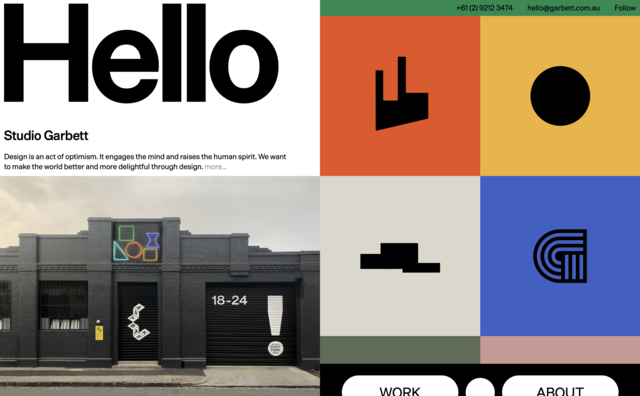 Hello
+61 (2) 9212 3474 hello@garbett.com.au Follow
Studio Garbett
Design is an act of optimism. It engages the mind and raises the human spirit. We want
to make the world better and more delightful through design. more...
18-24
WORK
ABOUT